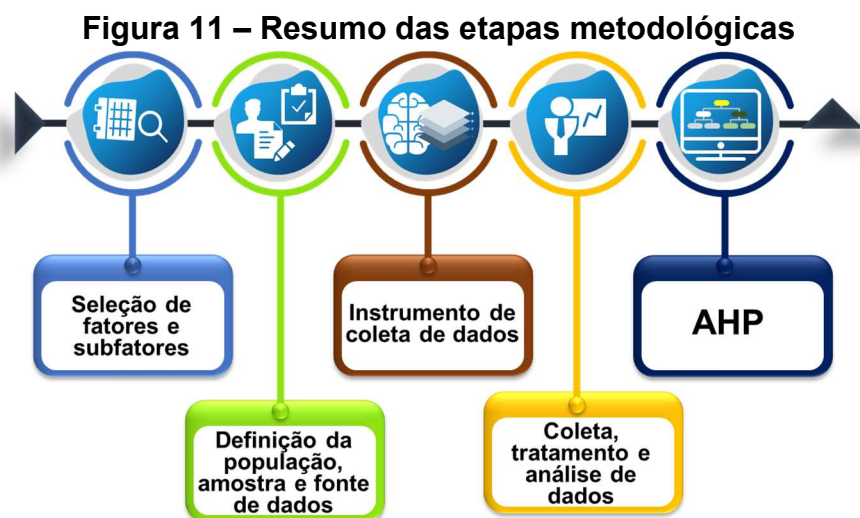 Figura 11 – Resumo das etapas metodológicas
Seleção de
fatores e
subfatores
Definição da
população,
amostra e fonte
de dados
Instrumento de
coleta de dados
Coleta,
tratamento e
análise de
dados
AHP